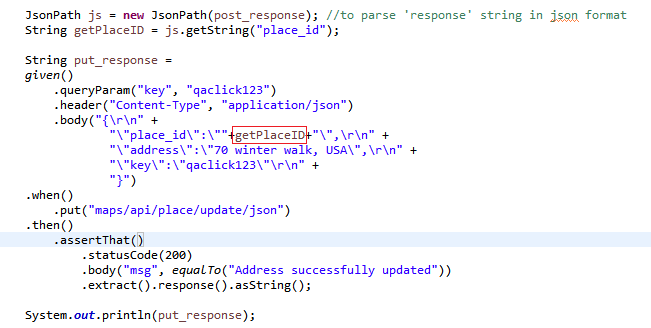 JsonPath js = new JsonPath(post_response); //to parse 'response' string in json format
String getPlaceID = js.getString("place_id");
String put_response =
given()
.queryParam("key", "qaclick123")
.header("Content-Type", "application/json")
.body("{\r\n" +
"\"place_id\":\""+getPlaceID+"\",\r\n" +
"\"address\":\"70 winter walk, USA\",\r\n" +
"\"key\":\"qaclick123\"\r\n" +
"}")
.when()
.put("maps/api/place/update/json")
.then()
.assertThat()
.statusCode(200)
.body("msg", equalTo("Address successfully updated"))
.extract().response().asString();
System.out.println(put_response);